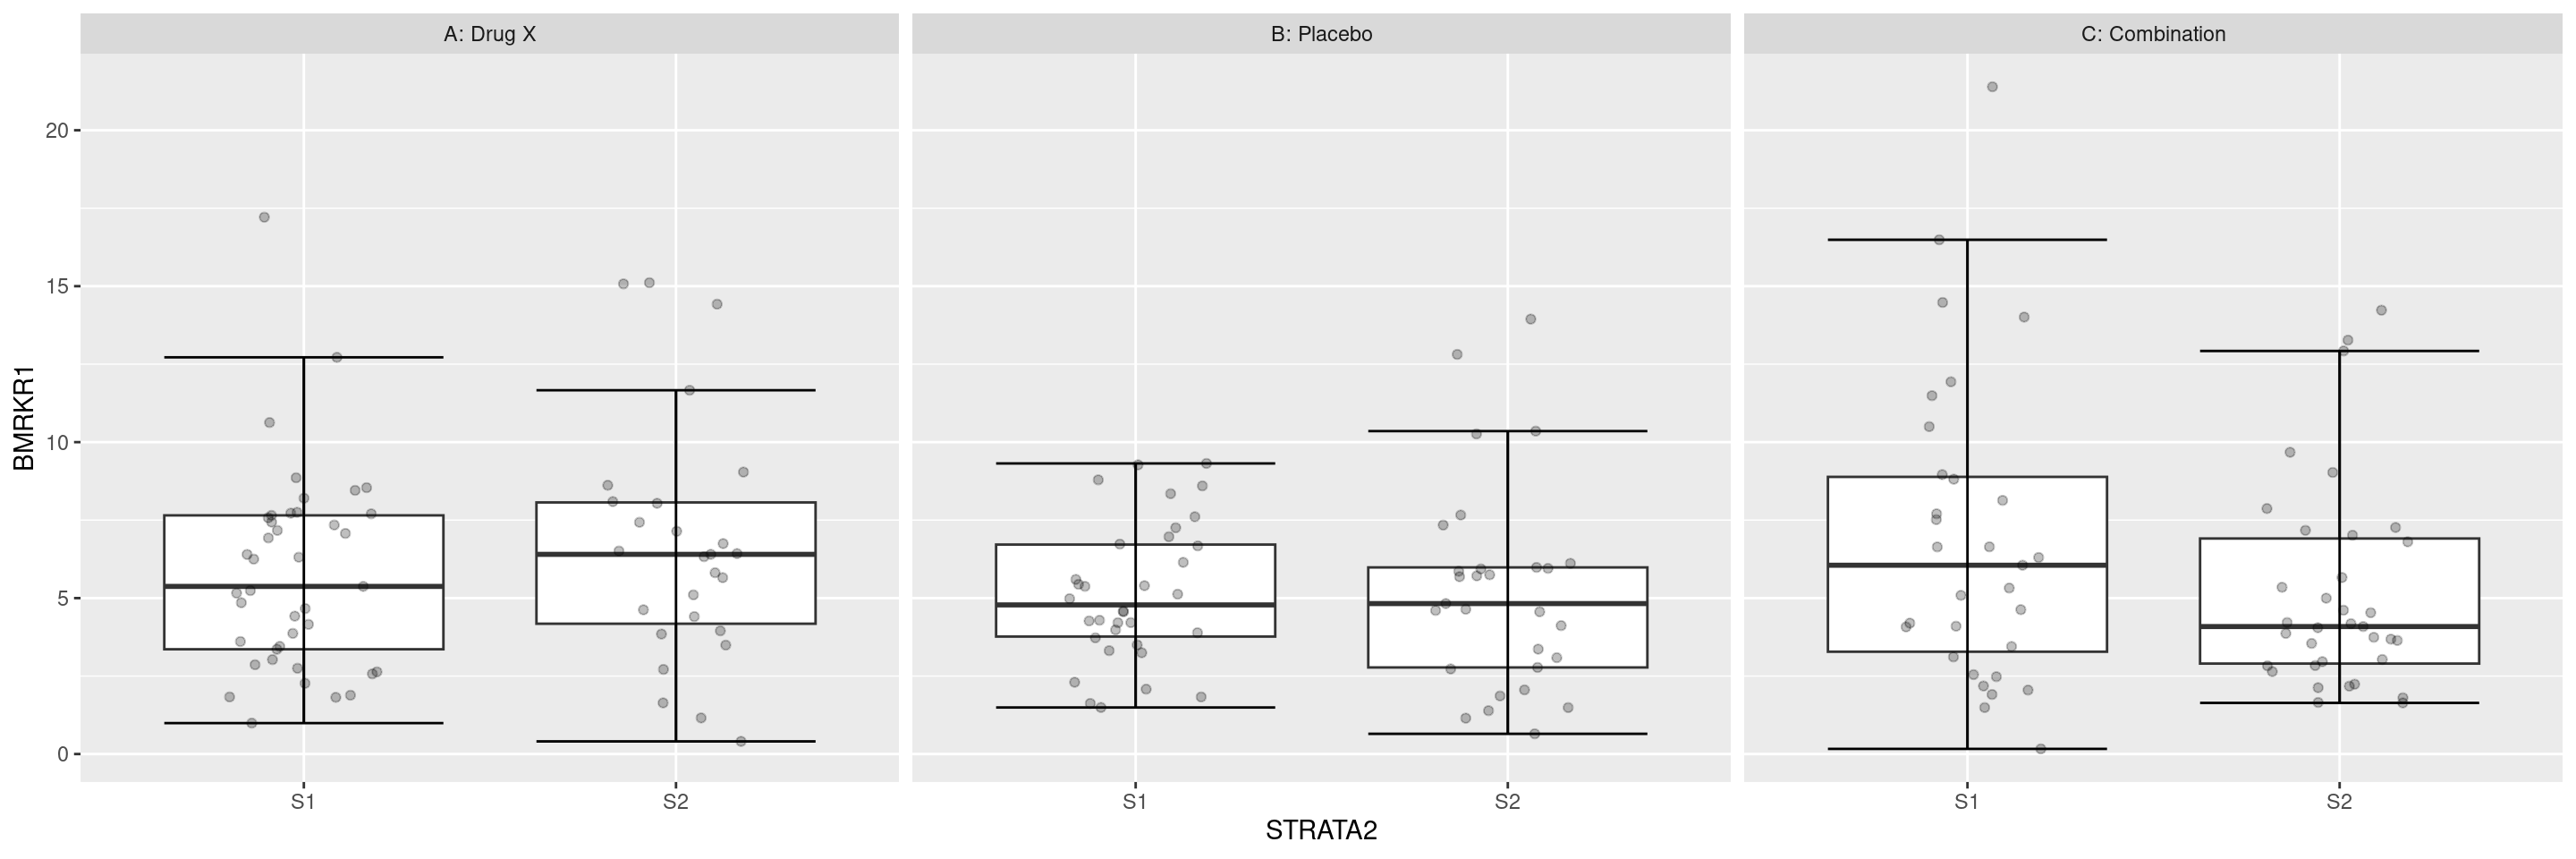 A: Drug X
B: Placebo
C: Combination
BMRKR1
20
15
10
5
0
S1
S2
S1
S2
S1
S2
STRATA2